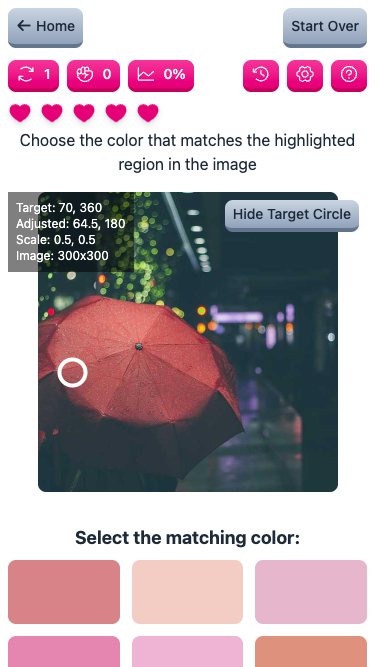 Home
Start Over
1
0
0%
Choose the color that matches the highlighted
region in the image
Target: 70, 360
Adjusted: 64.5, 180
Scale: 0.5, 0.5
Image: 300x300
Hide Target Circle
Select the matching color: